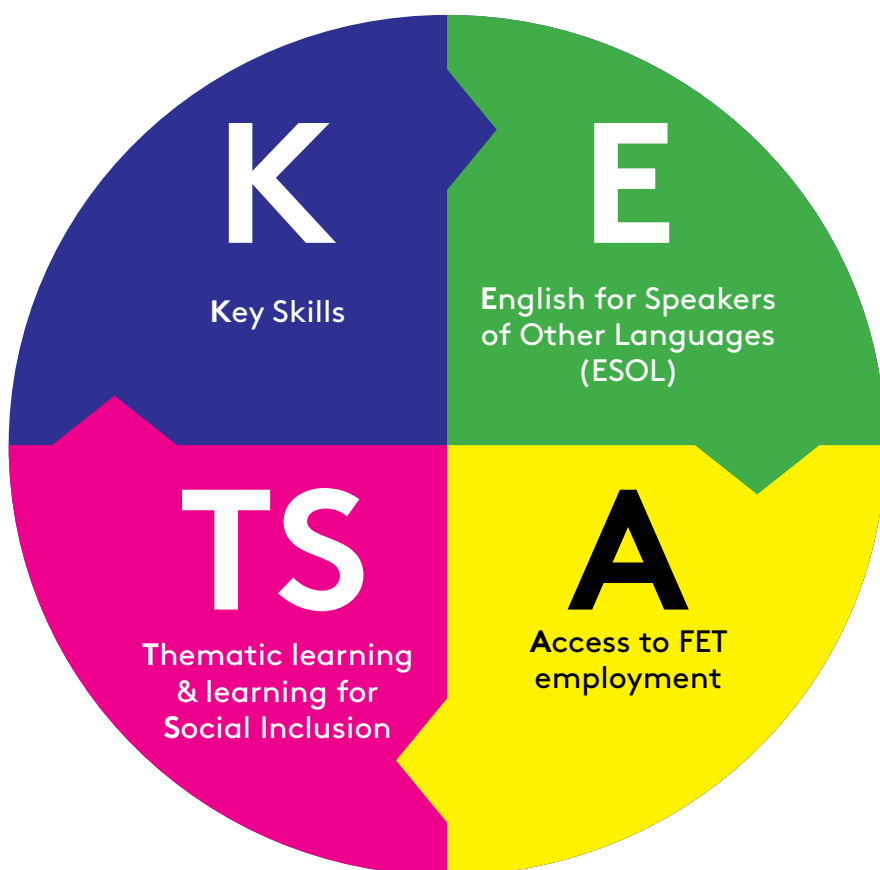 K
Key Skills
E
English for Speakers
of Other Languages
(ESOL)
TS
Thematic learning
& learning for
Social Inclusion
A
Access to FET
employment